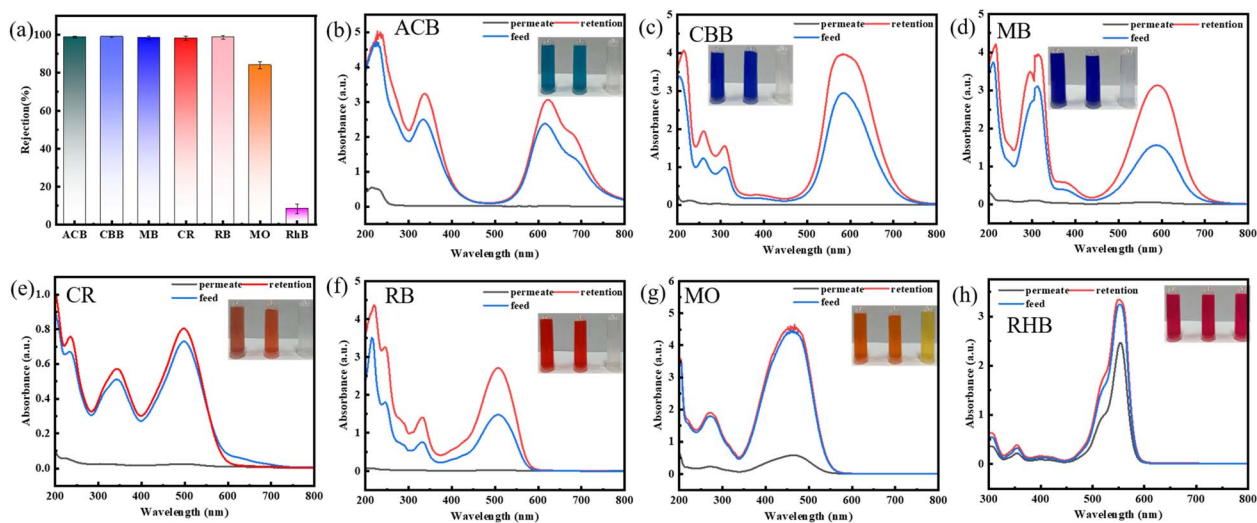 (a)
100
80
60
40
20
10
0
Rejection(%)
ACB CBB MB CR RB MO RhB
(b)
ACB
permeate retention
feed
5
4
3
2
1
0
Absorbance (a.u.)
200 300 400 500 600 700 800
Wavelength (nm)
(c)
CBB
permeate retention
feed
5
4
3
2
1
0
Absorbance (a.u.)
200 300 400 500 600 700 800
Wavelength (nm)
(d)
MB
permeate retention
feed
4
3
2
1
0
Absorbance (a.u.)
200 300 400 500 600 700 800
Wavelength (nm)
(e)
CR
permeate retention
feed
1.0
0.8
0.6
0.4
0.2
0.0
Absorbance (a.u.)
200 300 400 500 600 700 800
Wavelength (nm)
(f)
RB
permeate retention
feed
4
3
2
1
0
Absorbance (a.u.)
200 300 400 500 600 700 800
Wavelength (nm)
(g)
MO
permeate retention
feed
6
5
4
3
2
1
0
Absorbance (a.u.)
200 300 400 500 600 700 800
Wavelength (nm)
(h)
RHB
permeate retention
feed
3
2
1
0
Absorbance (a.u.)
300 400 500 600 700 800
Wavelength (nm)